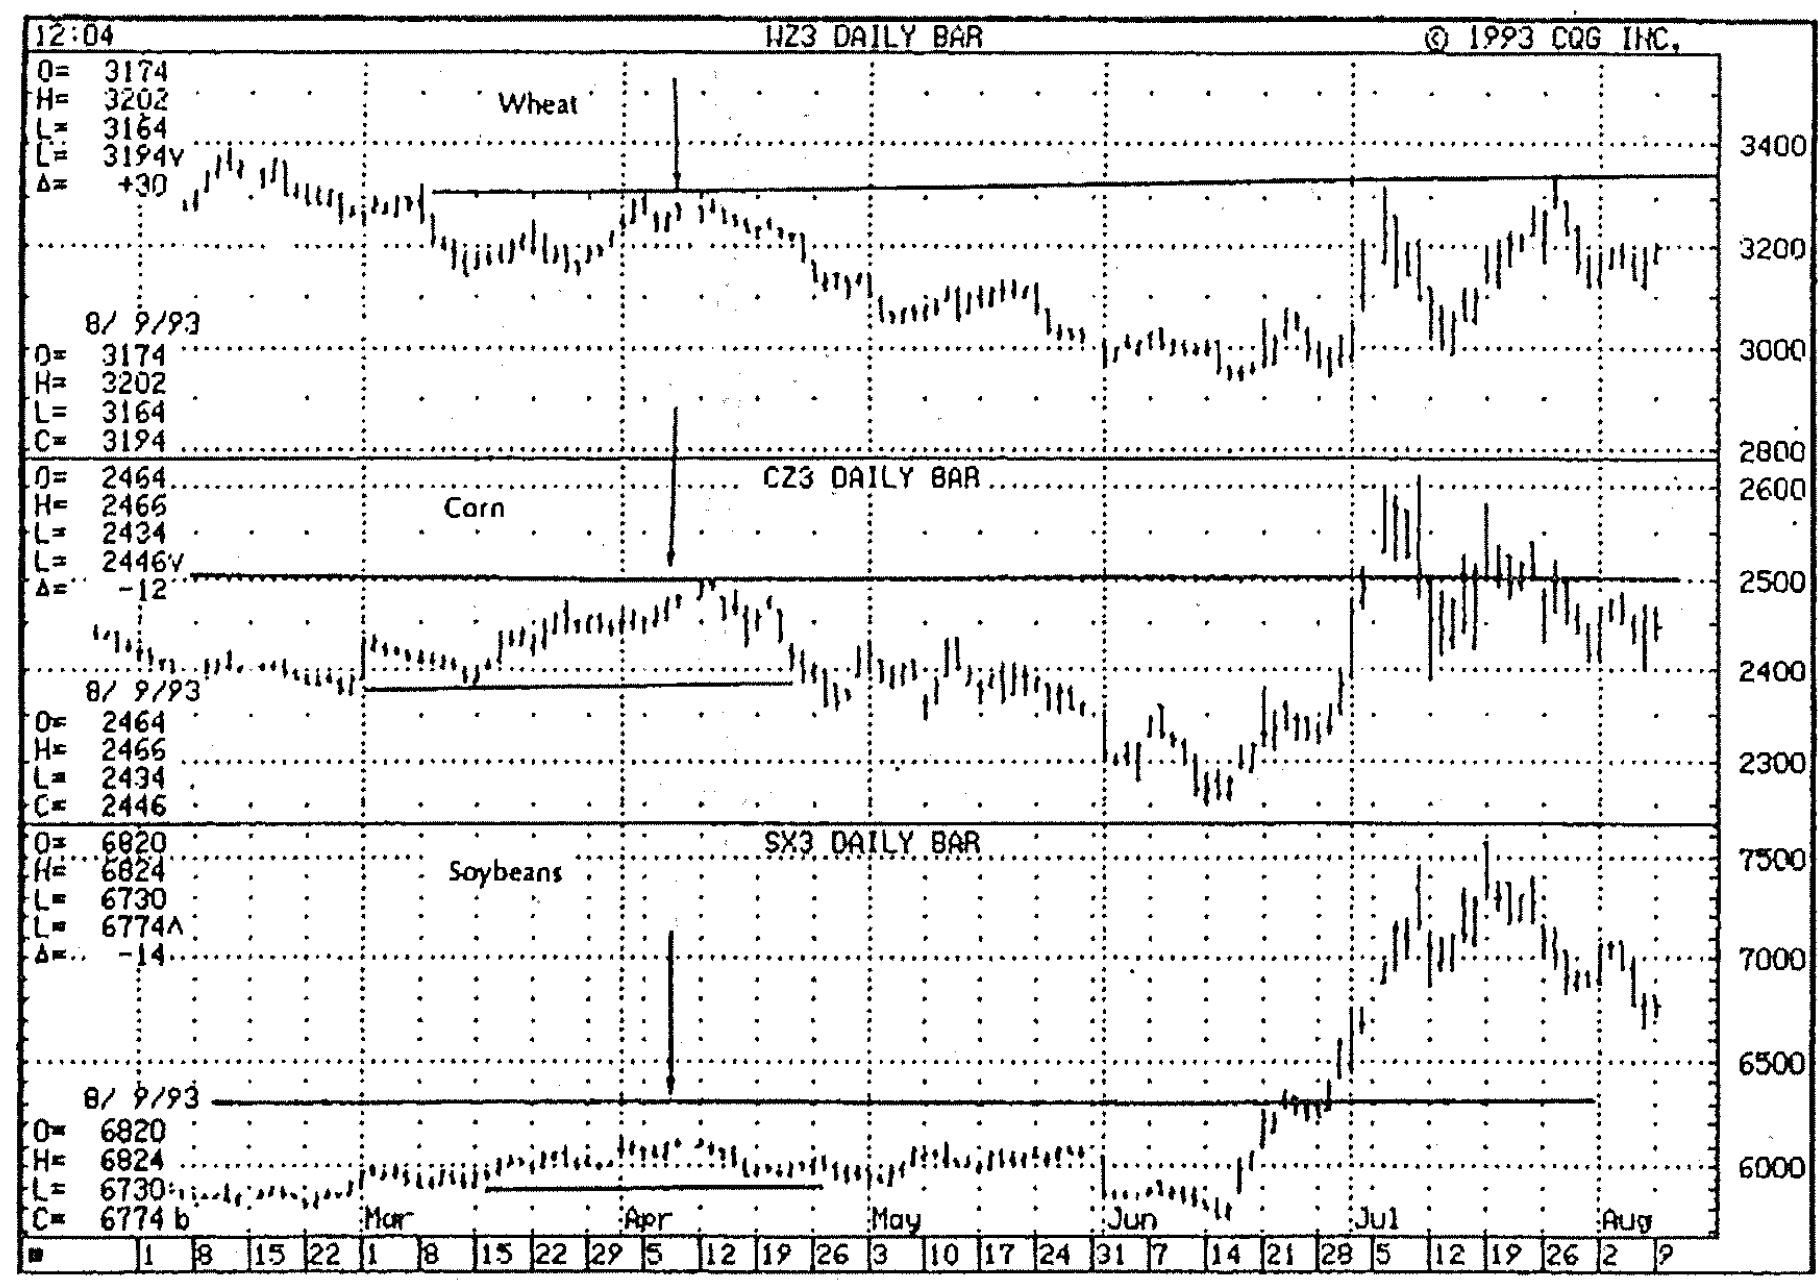 12:04 WZ3 DAILY BAR © 1993 CQG INC.
O= 3174
H= 3202
L= 3164
L= 3194v
Δ= +30
Wheat
3400
3200
3000
2800
8/ 9/93
O= 3174
H= 3202
L= 3164
C= 3194
CZ3 DAILY BAR
O= 2464
H= 2466
L= 2434
L= 2446v
Δ= -12
Corn
2600
2500
2400
2300
8/ 9/93
O= 2464
H= 2466
L= 2434
C= 2446
SX3 DAILY BAR
O= 6820
H= 6824
L= 6730
L= 6774^
Δ= -14
Soybeans
7500
7000
6500
6000
8/ 9/93
O= 6820
H= 6824
L= 6730
C= 6774 b
Mar Apr May Jun Jul Aug
1 8 15 22 1 8 15 22 29 5 12 19 26 3 10 17 24 31 7 14 21 28 5 12 19 26 2 9